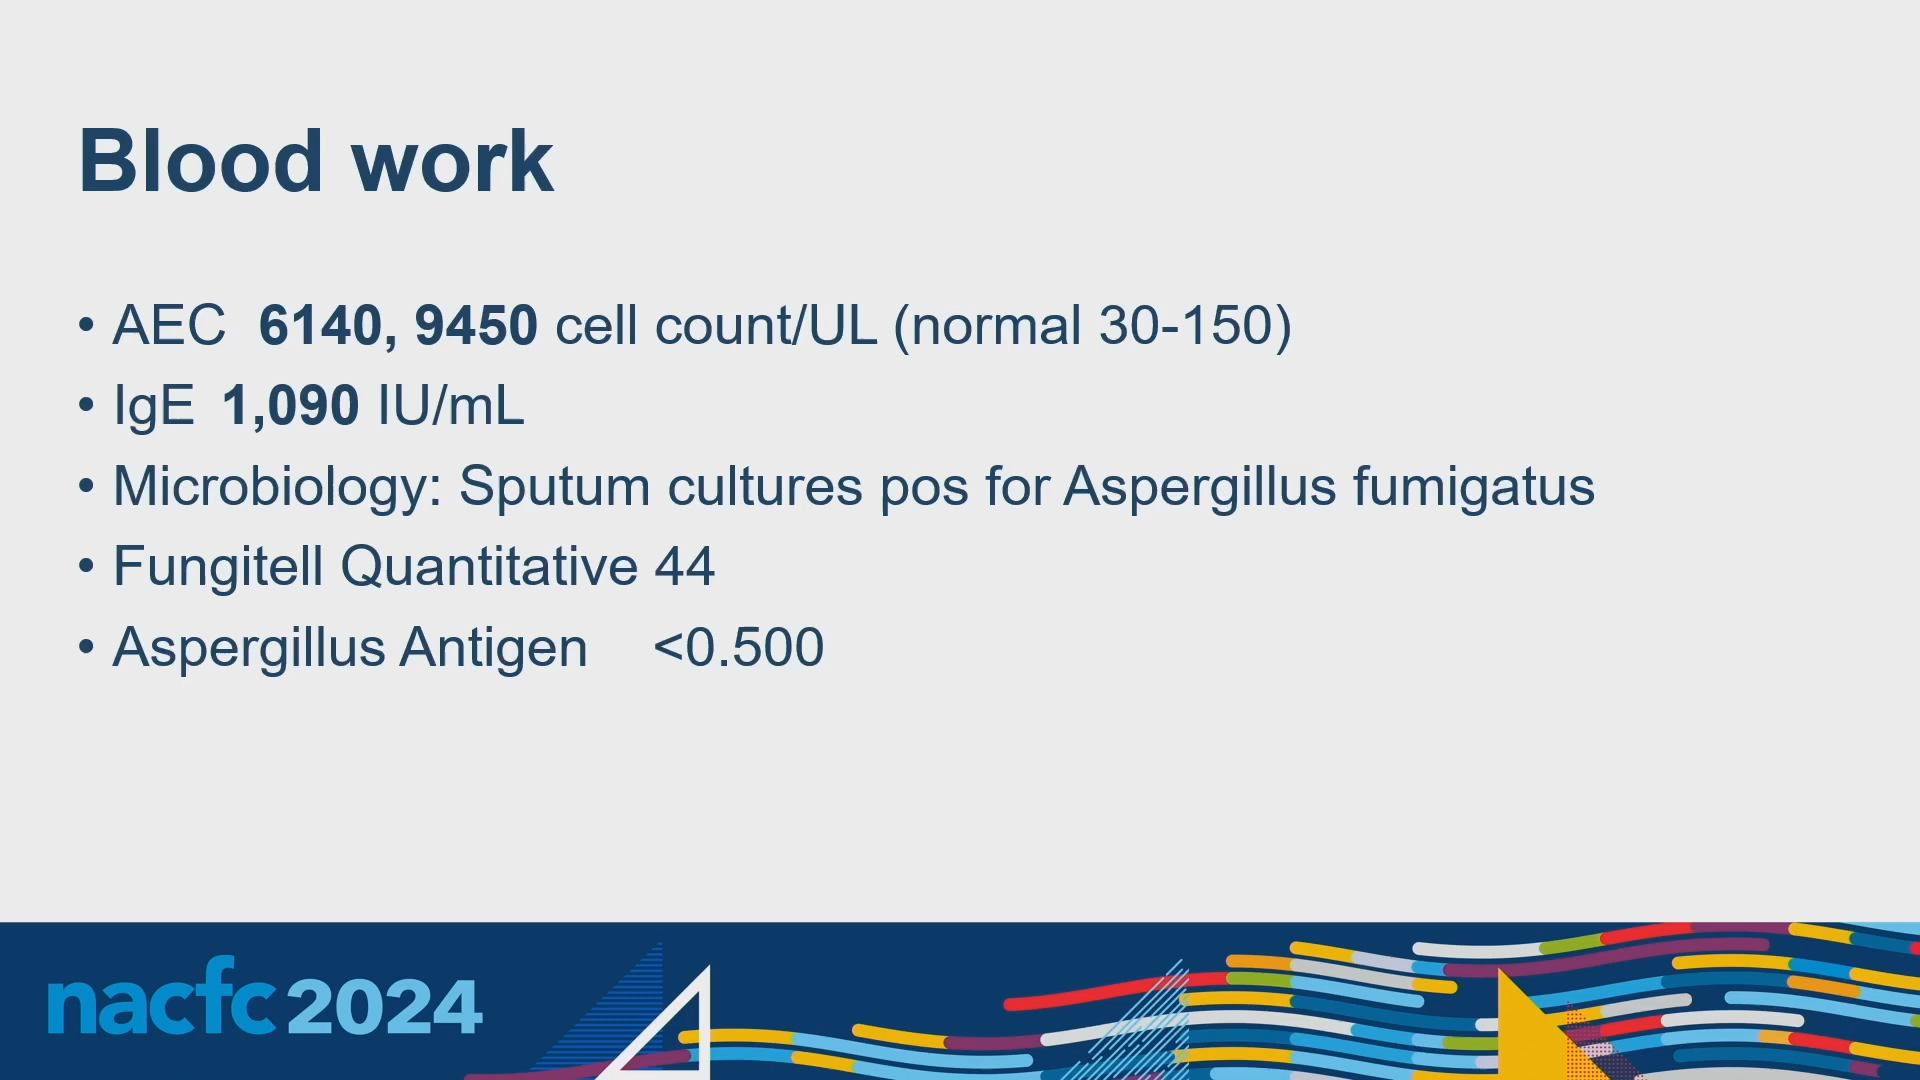 Blood work
• AEC 6140, 9450 cell count/UL (normal 30-150)
• IgE 1,090 IU/mL
• Microbiology: Sputum cultures pos for Aspergillus fumigatus
• Fungitell Quantitative 44
• Aspergillus Antigen <0.500
nacfc 2024